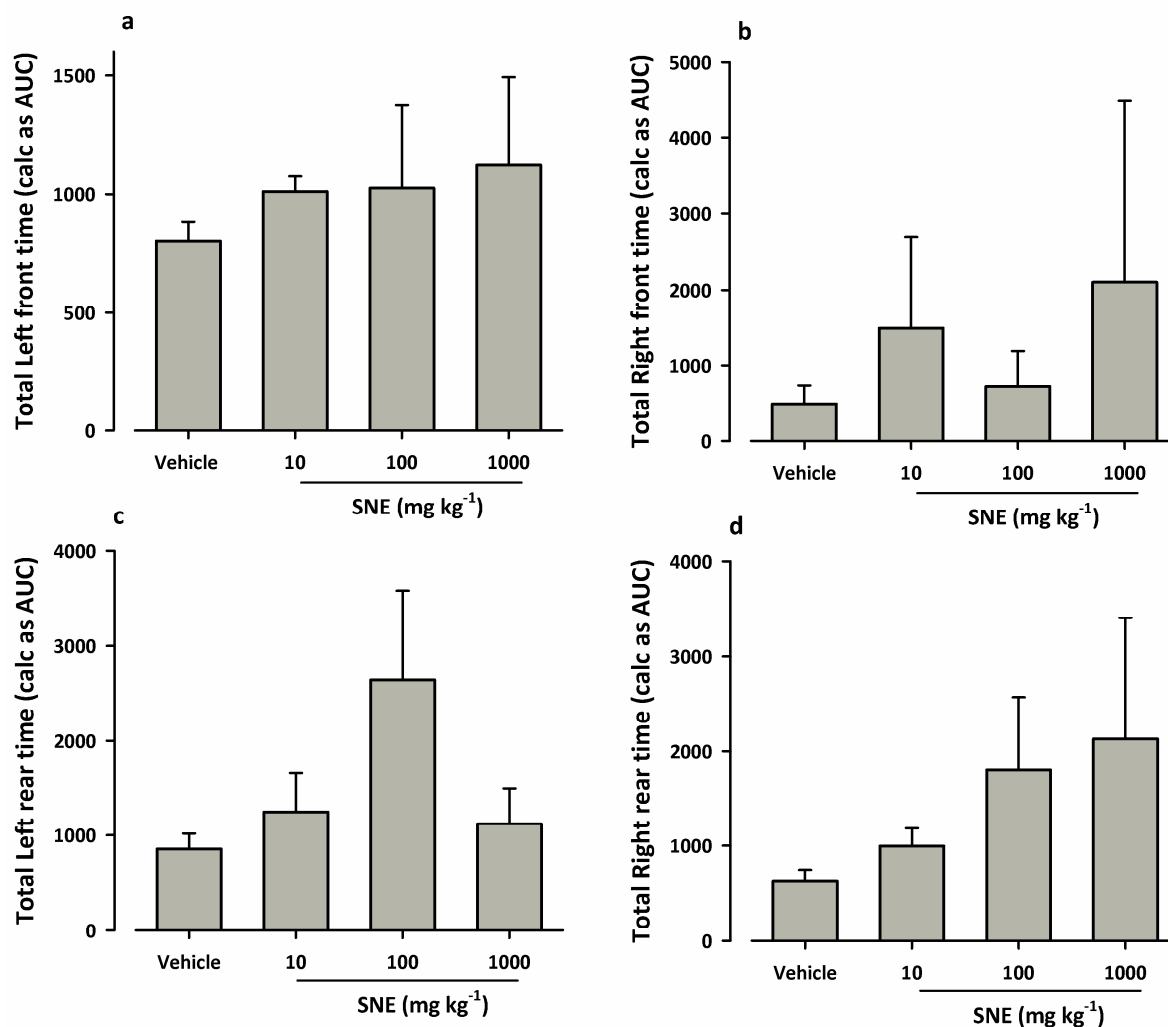 a
Total Left front time (calc as AUC)
1500
1000
500
0
Vehicle 10 100 1000
SNE (mg kg-1)
b
Total Right front time (calc as AUC)
5000
4000
3000
2000
1000
0
Vehicle 10 100 1000
SNE (mg kg-1)
c
Total Left rear time (calc as AUC)
4000
3000
2000
1000
0
Vehicle 10 100 1000
SNE (mg kg-1)
d
Total Right rear time (calc as AUC)
4000
3000
2000
1000
0
Vehicle 10 100 1000
SNE (mg kg-1)